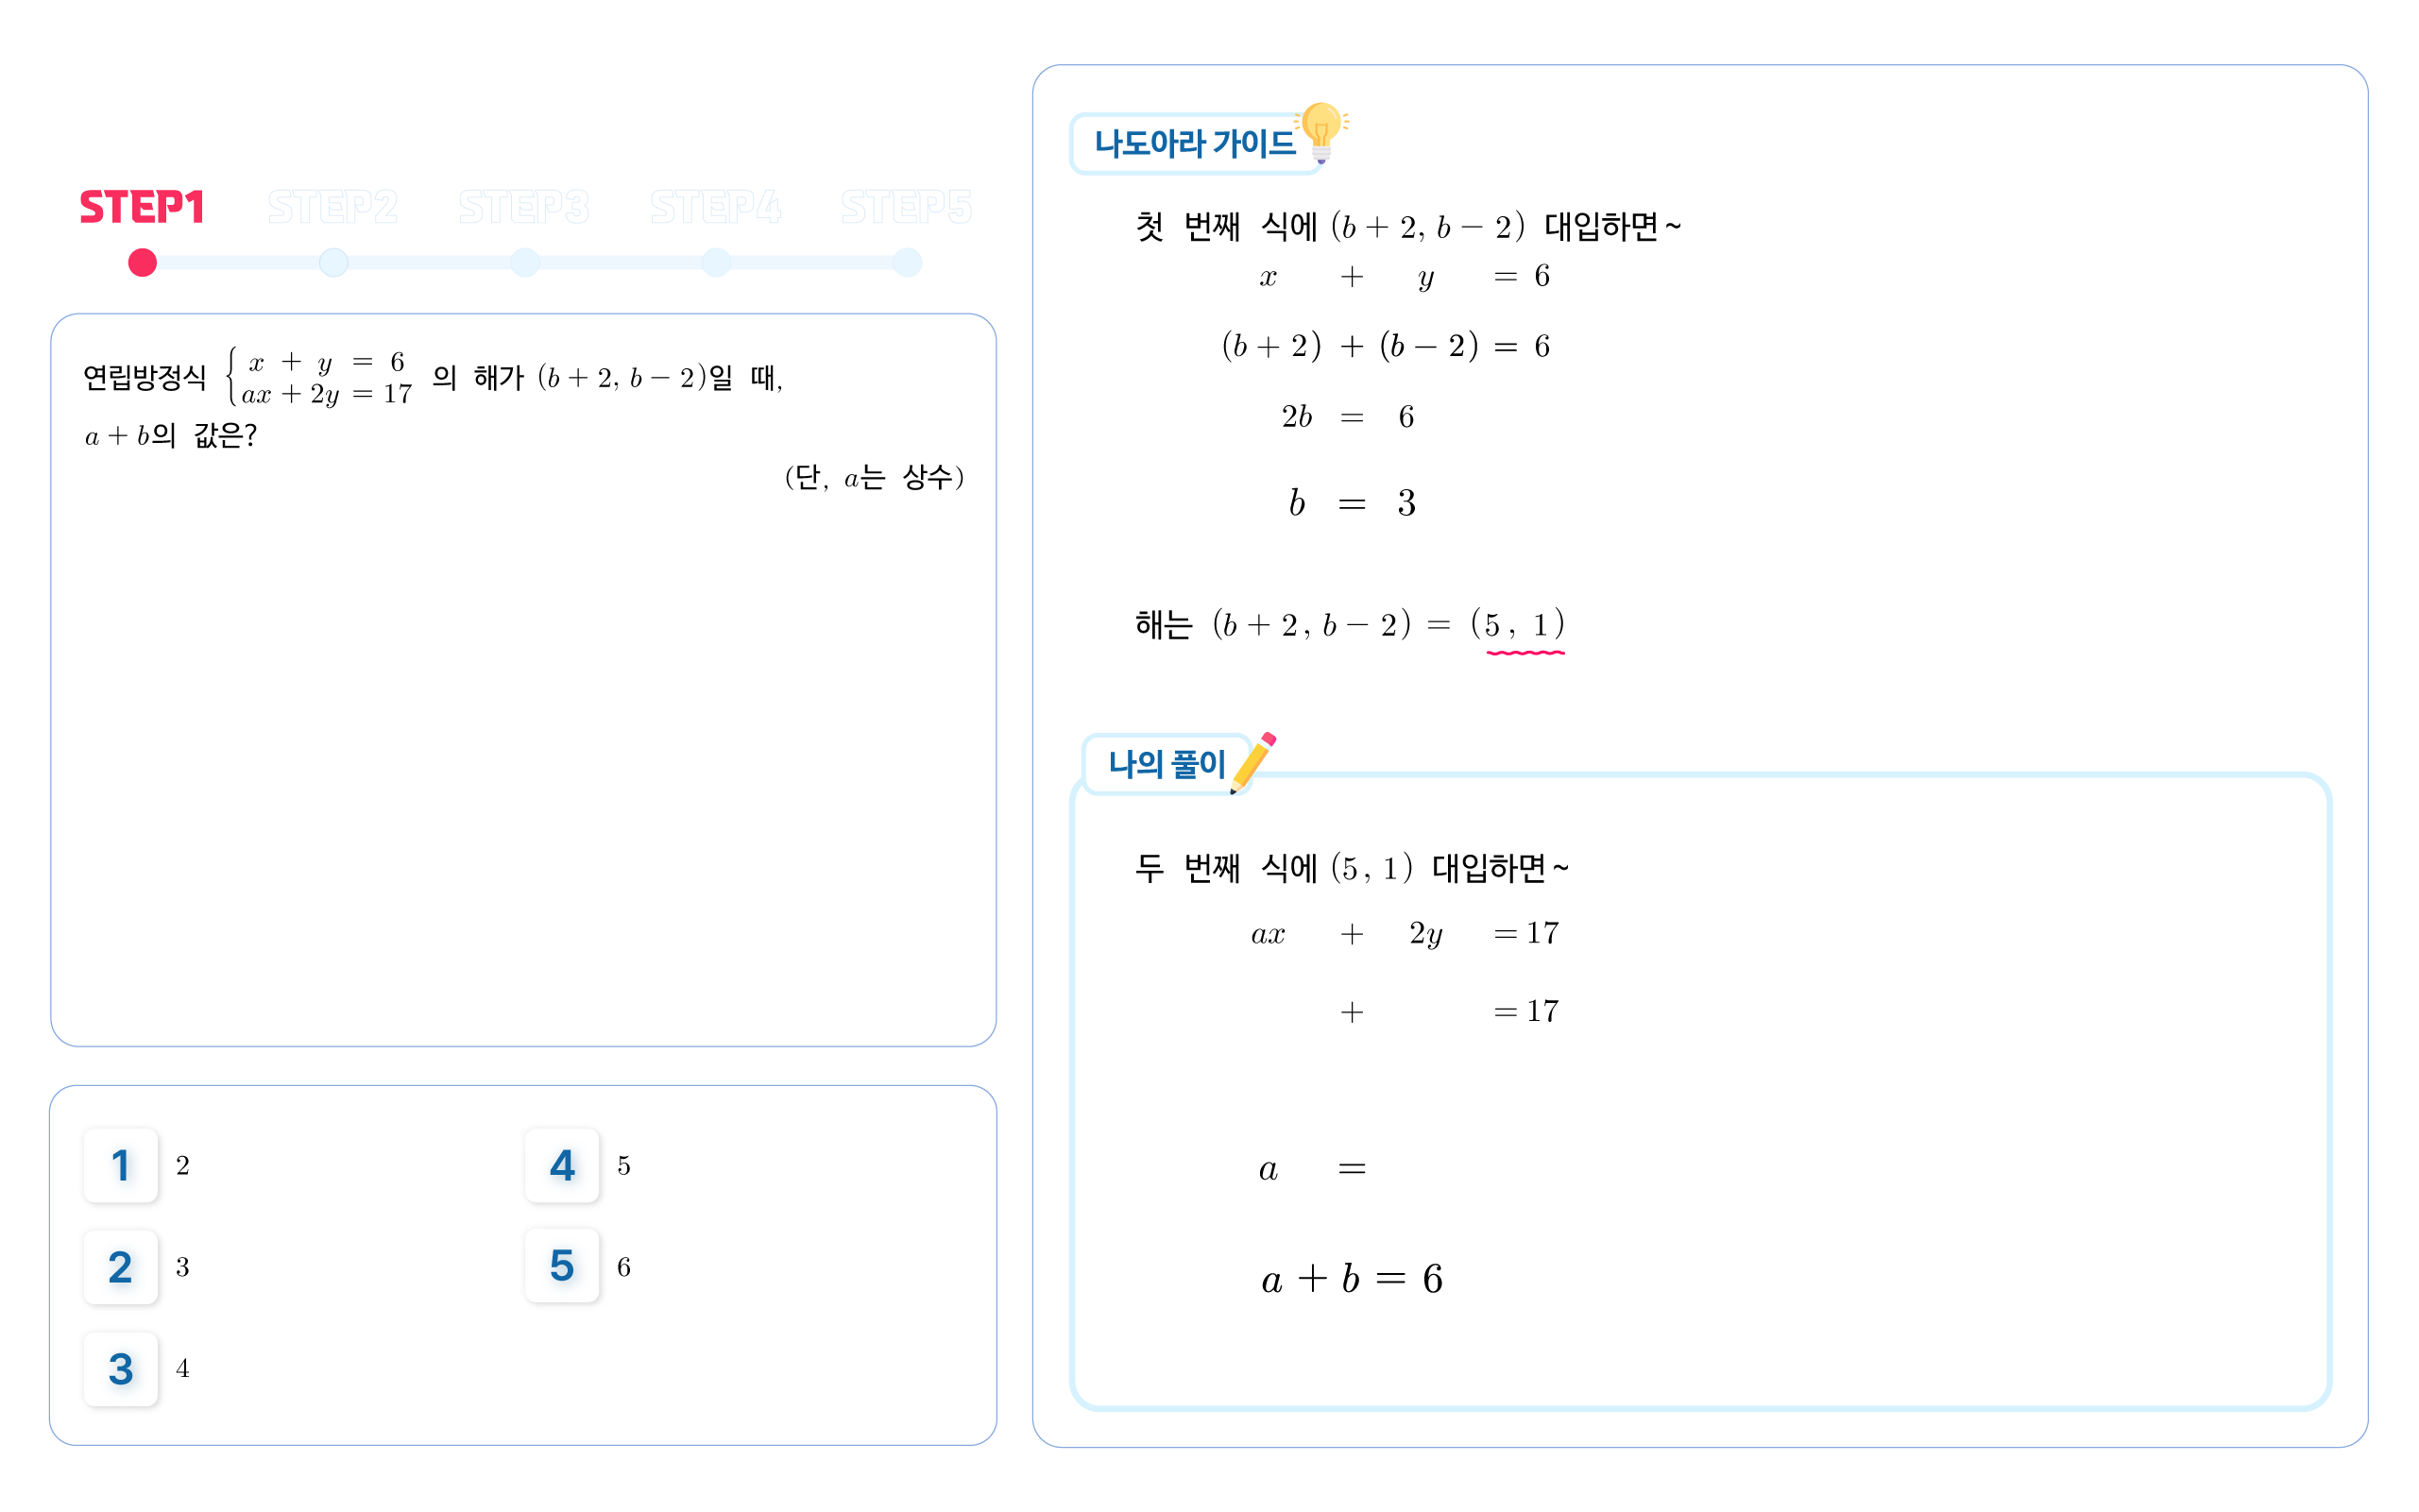 STEP1 STEP2 STEP3 STEP4 STEP5
연립방정식 { x + y = 6
ax + 2y = 17 의 해가 (b + 2, b − 2)일 때,
a + b의 값은?
(단, a는 상수)
1 2
2 3
3 4
4 5
5 6
나도아라 가이드
첫 번째 식에 (b + 2, b − 2) 대입하면~
x + y = 6
(b + 2) + (b − 2) = 6
2b = 6
b = 3
해는 (b + 2, b − 2) = (5, 1)
나의 풀이
두 번째 식에 (5, 1) 대입하면~
ax + 2y = 17
+ = 17
a =
a + b = 6